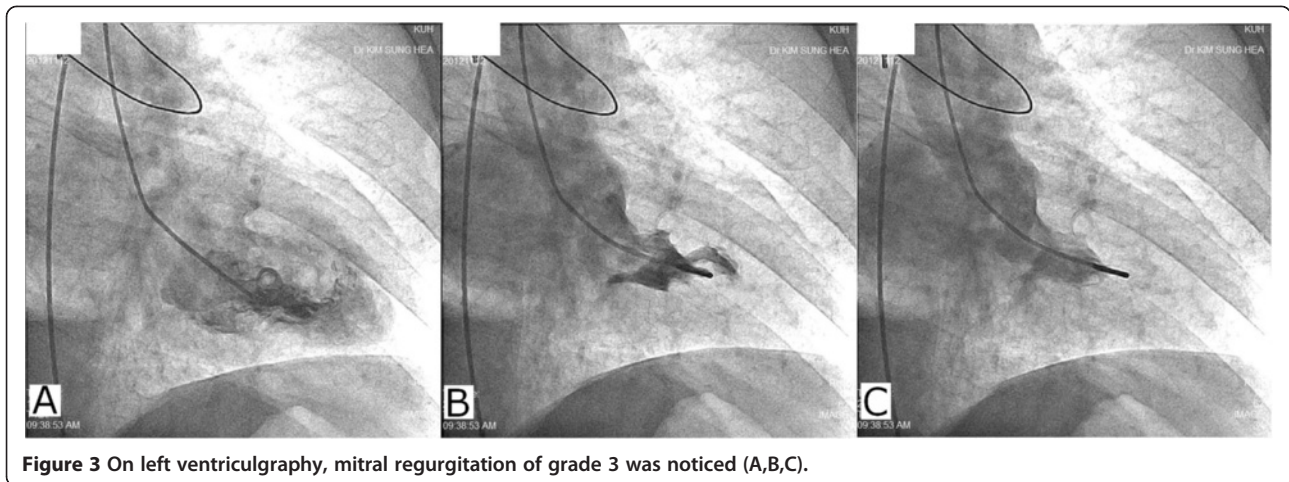 KUH
Dr KIM SUNG HEA
A
09:38:53 AM
KUH
Dr KIM SUNG HEA
B
09:38:53 AM
KUH
Dr KIM SUNG HEA
C
09:38:53 AM
Figure 3 On left ventriculgraphy, mitral regurgitation of grade 3 was noticed (A,B,C).